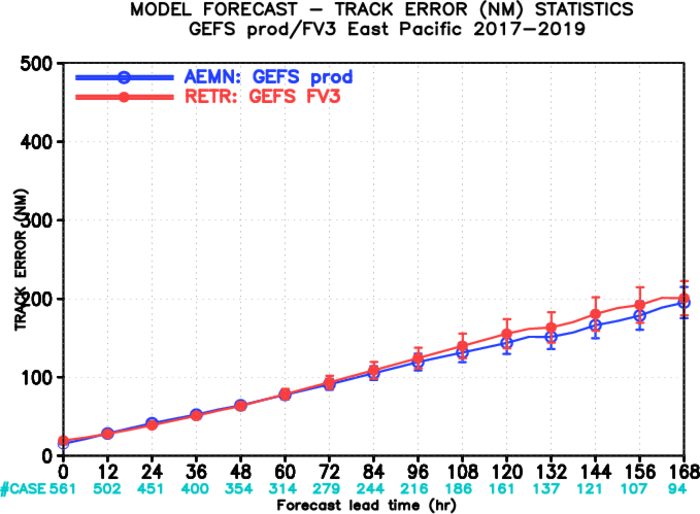 MODEL FORECAST – TRACK ERROR (NM) STATISTICS
GEFS prod/FV3 East Pacific 2017–2019
500
AEMN: GEFS prod
RETR: GEFS FV3
400
300
TRACK ERROR (NM)
200
100
0
0 12 24 36 48 60 72 84 96 108 120 132 144 156 168
#CASE 561 502 451 400 354 314 279 244 216 186 161 137 121 107 94
Forecast lead time (hr)